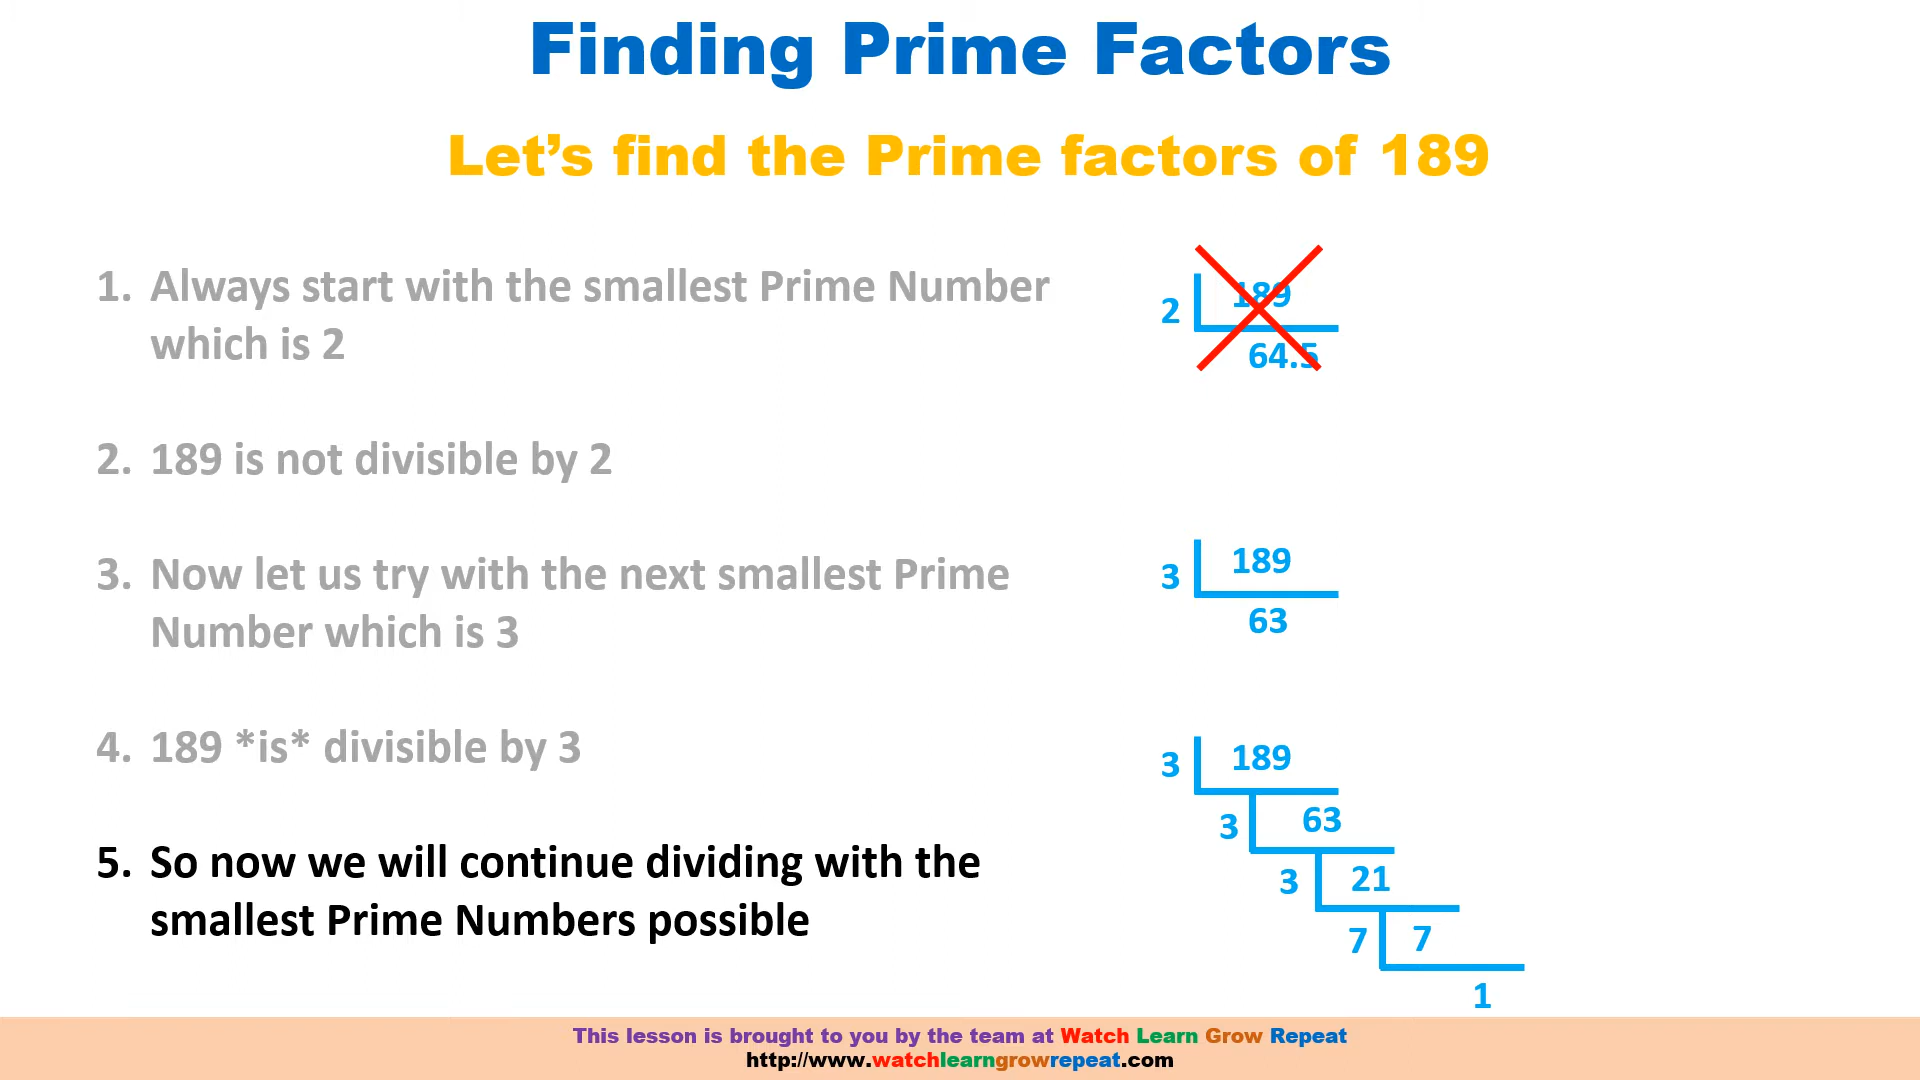 Finding Prime Factors
Let’s find the Prime factors of 189
1. Always start with the smallest Prime Number
which is 2
2 189
64.5
2. 189 is not divisible by 2
3. Now let us try with the next smallest Prime
Number which is 3
3 189
63
4. 189 *is* divisible by 3
5. So now we will continue dividing with the
smallest Prime Numbers possible
3 189
3 63
3 21
7 7
1
This lesson is brought to you by the team at Watch Learn Grow Repeat
http://www.watchlearngrowrepeat.com